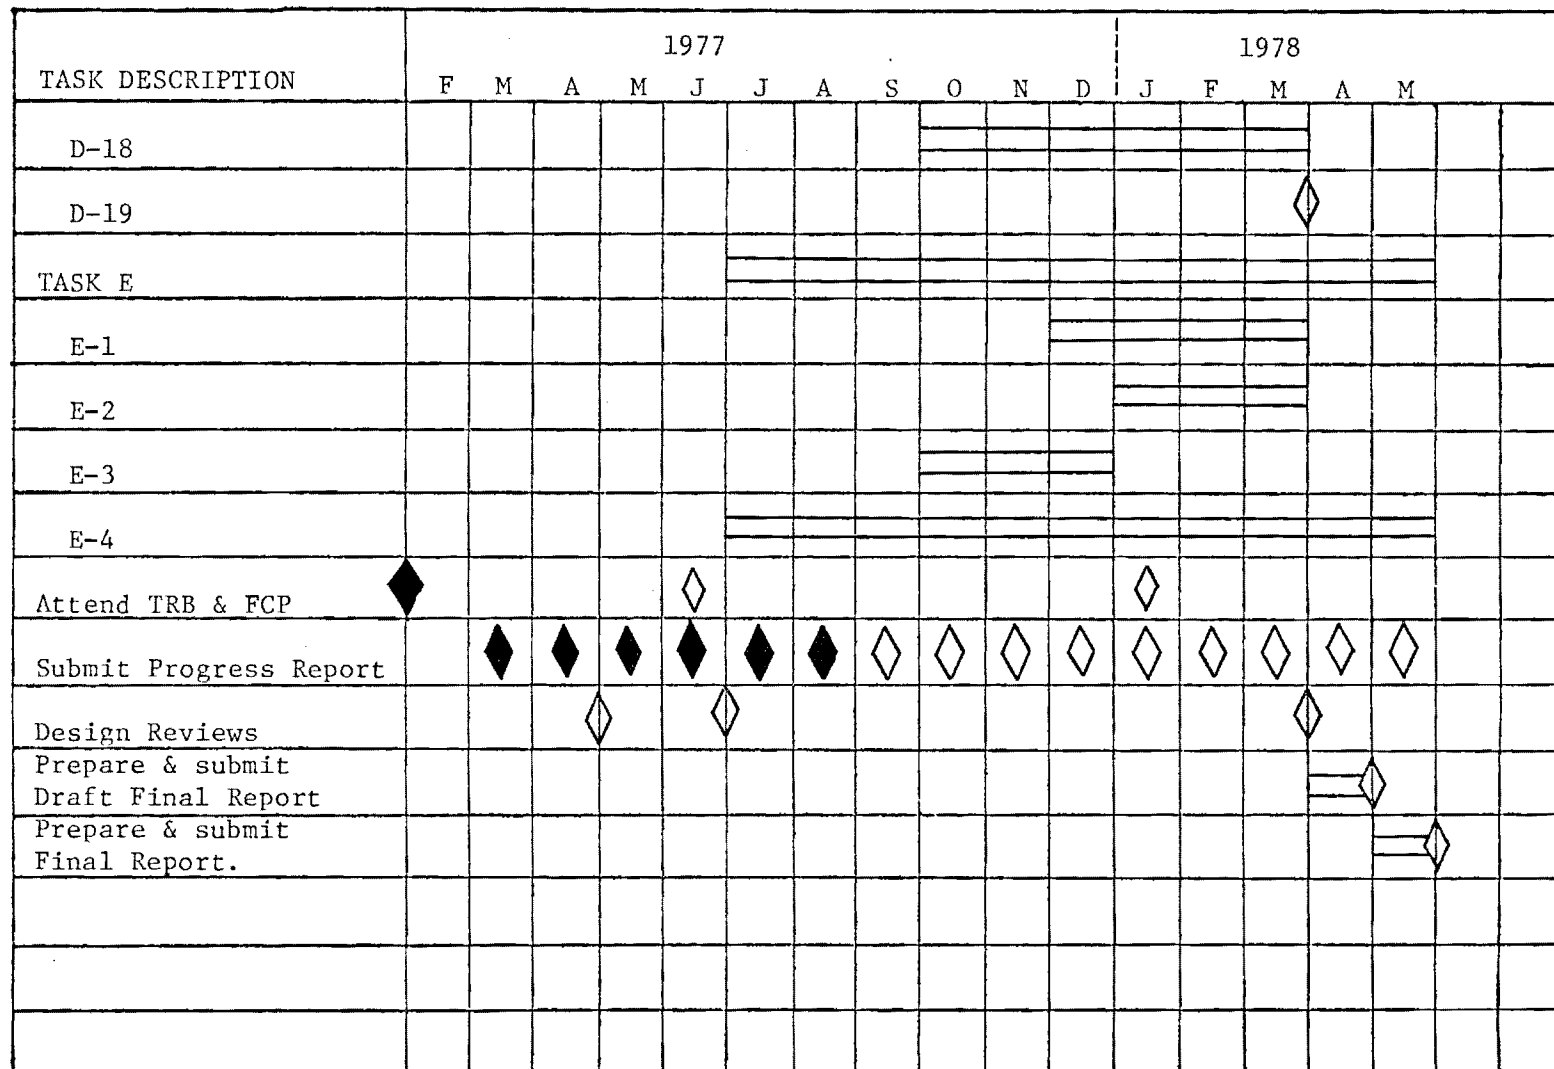 1977 1978
TASK DESCRIPTION F M A M J J A S O N D J F M A M
D-18
D-19
TASK E
E-1
E-2
E-3
E-4
Attend TRB & FCP
Submit Progress Report
Design Reviews
Prepare & submit
Draft Final Report
Prepare & submit
Final Report.